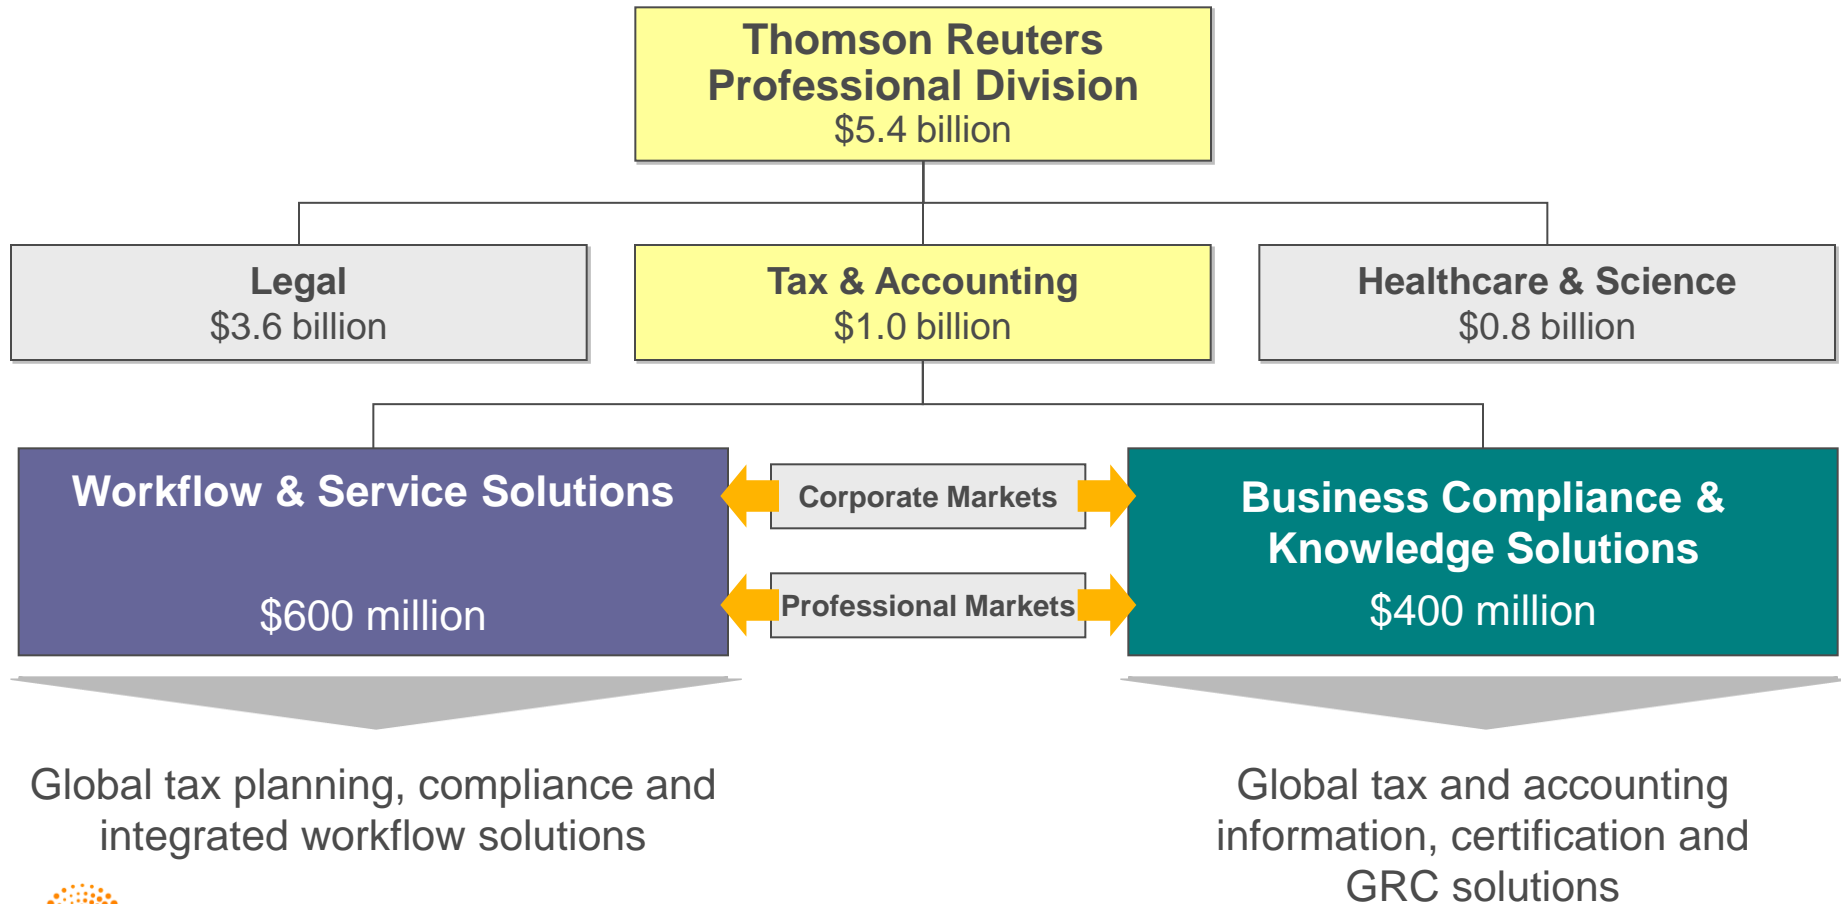 Thomson Reuters
Professional Division
$5.4 billion
Legal
$3.6 billion
Tax & Accounting
$1.0 billion
Healthcare & Science
$0.8 billion
Workflow & Service Solutions
$600 million
Corporate Markets
Professional Markets
Business Compliance &
Knowledge Solutions
$400 million
Global tax planning, compliance and
integrated workflow solutions
Global tax and accounting
information, certification and
GRC solutions